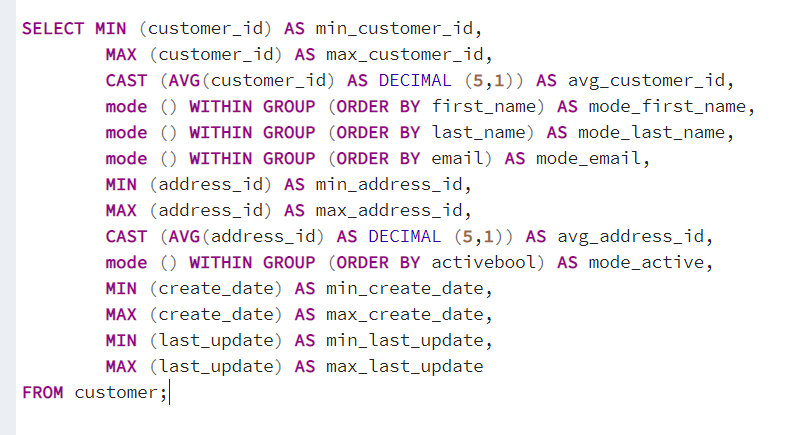 SELECT MIN (customer_id) AS min_customer_id,
MAX (customer_id) AS max_customer_id,
CAST (AVG(customer_id) AS DECIMAL (5,1)) AS avg_customer_id,
mode () WITHIN GROUP (ORDER BY first_name) AS mode_first_name,
mode () WITHIN GROUP (ORDER BY last_name) AS mode_last_name,
mode () WITHIN GROUP (ORDER BY email) AS mode_email,
MIN (address_id) AS min_address_id,
MAX (address_id) AS max_address_id,
CAST (AVG(address_id) AS DECIMAL (5,1)) AS avg_address_id,
mode () WITHIN GROUP (ORDER BY activebool) AS mode_active,
MIN (create_date) AS min_create_date,
MAX (create_date) AS max_create_date,
MIN (last_update) AS min_last_update,
MAX (last_update) AS max_last_update
FROM customer;